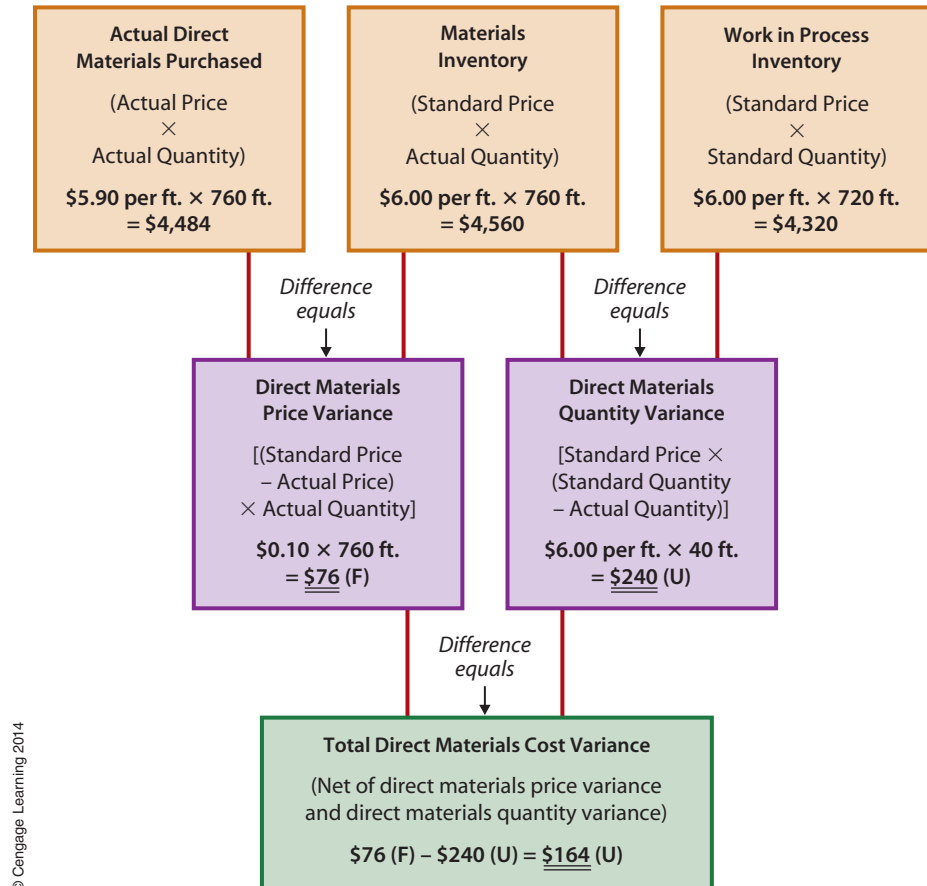 Actual Direct
Materials Purchased
(Actual Price
×
Actual Quantity)
$5.90 per ft. × 760 ft.
= $4,484
Materials
Inventory
(Standard Price
×
Actual Quantity)
$6.00 per ft. × 760 ft.
= $4,560
Work in Process
Inventory
(Standard Price
×
Standard Quantity)
$6.00 per ft. × 720 ft.
= $4,320
Difference
equals
Difference
equals
Direct Materials
Price Variance
[(Standard Price
– Actual Price)
× Actual Quantity]
$0.10 × 760 ft.
= $76 (F)
Direct Materials
Quantity Variance
[Standard Price ×
(Standard Quantity
– Actual Quantity)]
$6.00 per ft. × 40 ft.
= $240 (U)
Difference
equals
Total Direct Materials Cost Variance
(Net of direct materials price variance
and direct materials quantity variance)
$76 (F) – $240 (U) = $164 (U)
© Cengage Learning 2014